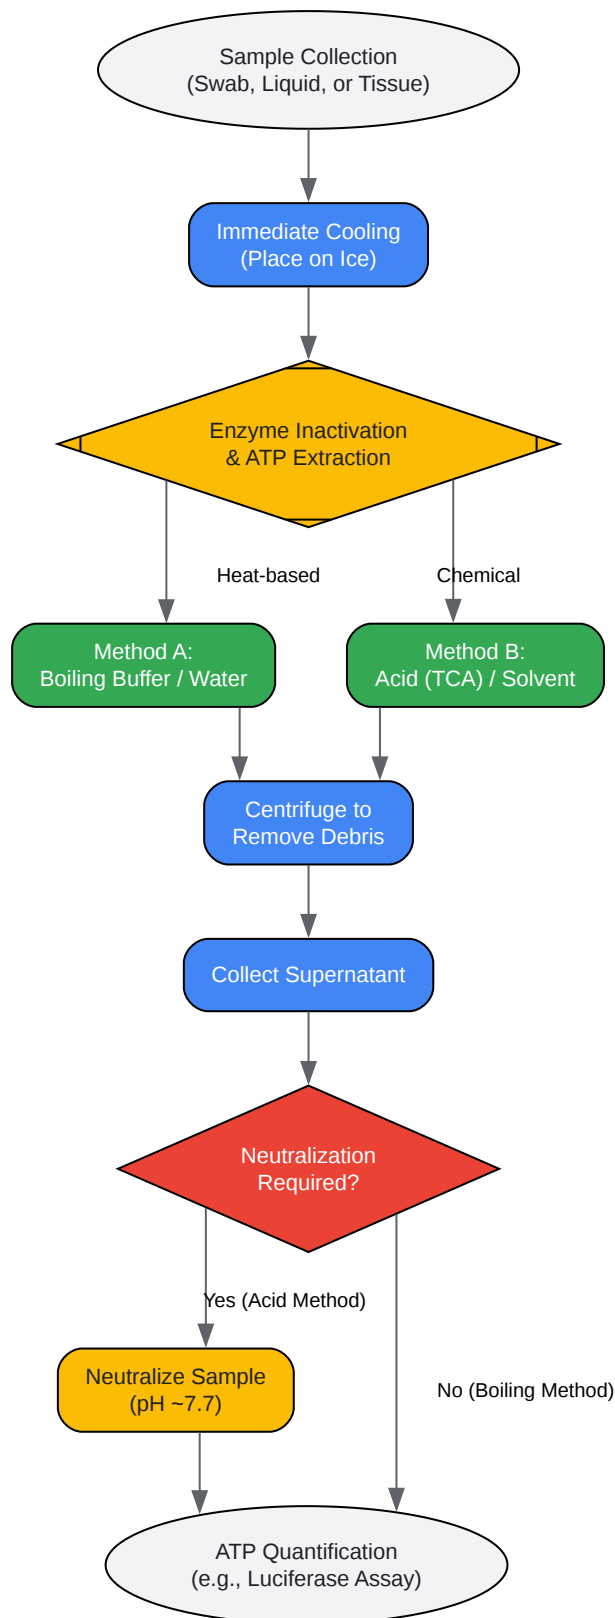 Sample Collection
(Swab, Liquid, or Tissue)
Immediate Cooling
(Place on Ice)
Enzyme Inactivation
& ATP Extraction
Heat-based
Chemical
Method A:
Boiling Buffer / Water
Method B:
Acid (TCA) / Solvent
Centrifuge to
Remove Debris
Collect Supernatant
Neutralization
Required?
Yes (Acid Method)
Neutralize Sample
(pH ~7.7)
No (Boiling Method)
ATP Quantification
(e.g., Luciferase Assay)